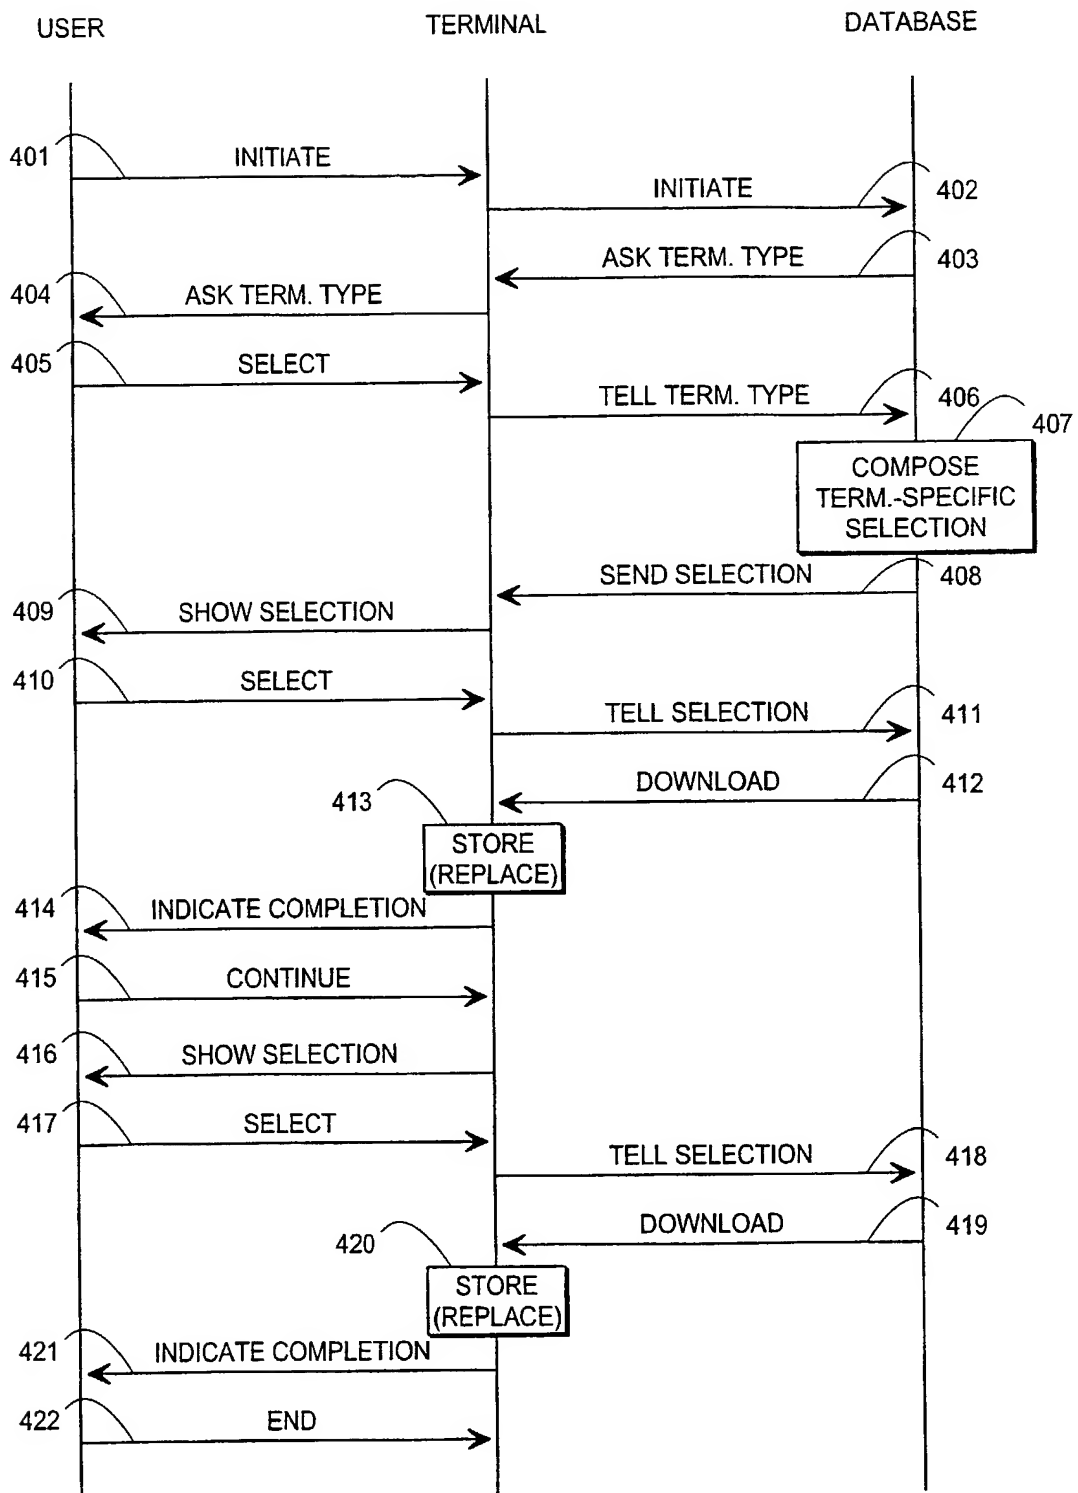 USER
TERMINAL
DATABASE
401
INITIATE
INITIATE
402
ASK TERM. TYPE
403
404
ASK TERM. TYPE
405
SELECT
TELL TERM. TYPE
406
407
COMPOSE
TERM.-SPECIFIC
SELECTION
SEND SELECTION
408
409
SHOW SELECTION
410
SELECT
TELL SELECTION
411
DOWNLOAD
412
413
STORE
(REPLACE)
414
INDICATE COMPLETION
415
CONTINUE
416
SHOW SELECTION
417
SELECT
TELL SELECTION
418
DOWNLOAD
419
420
STORE
(REPLACE)
421
INDICATE COMPLETION
422
END